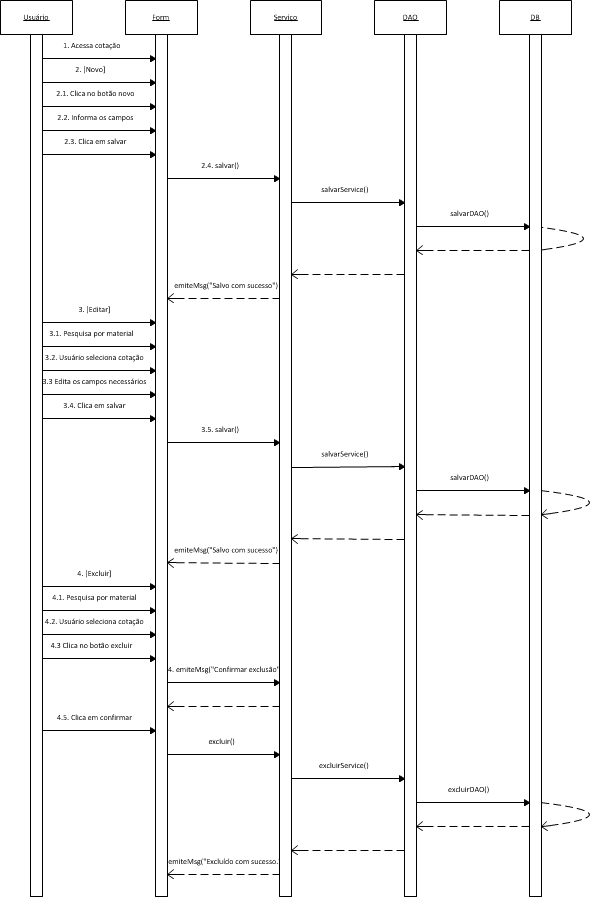 Usuário
Form
Servico
DAO
DB
1. Acessa cotação
2. [Novo]
2.1. Clica no botão novo
2.2. Informa os campos
2.3. Clica em salvar
2.4. salvar()
salvarService()
salvarDAO()
emiteMsg("Salvo com sucesso")
3. [Editar]
3.1. Pesquisa por material
3.2. Usuário seleciona cotação
3.3 Edita os campos necessários
3.4. Clica em salvar
3.5. salvar()
salvarService()
salvarDAO()
emiteMsg("Salvo com sucesso")
4. [Excluir]
4.1. Pesquisa por material
4.2. Usuário seleciona cotação
4.3 Clica no botão excluir
4. emiteMsg("Confirmar exclusão"
4.5. Clica em confirmar
excluir()
excluirService()
excluirDAO()
emiteMsg("Excluído com sucesso.